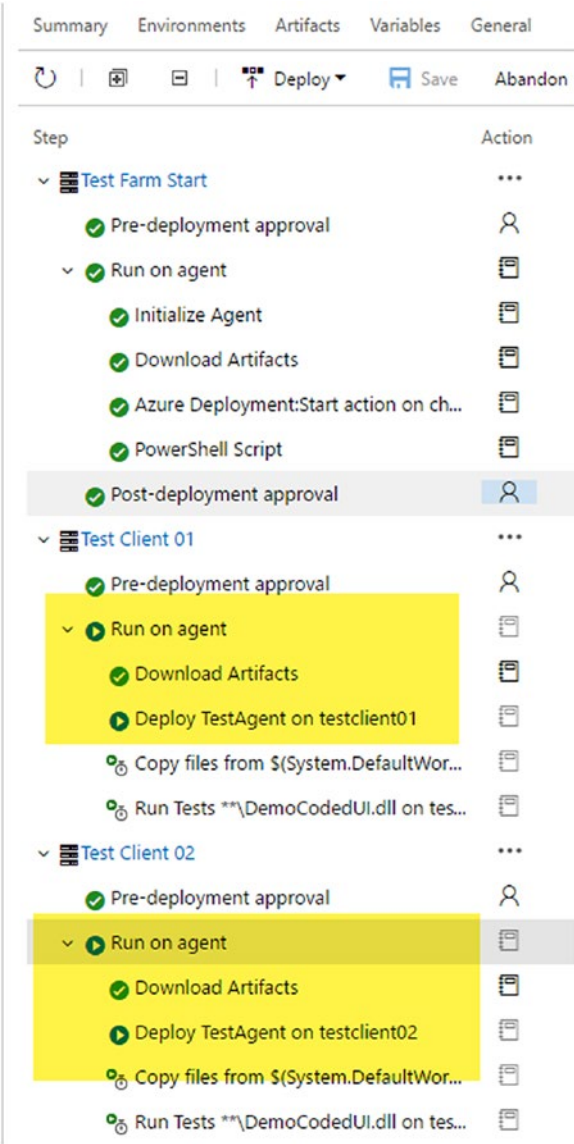 Summary Environments Artifacts Variables General
Deploy Save Abandon
Step Action
Test Farm Start ...
Pre-deployment approval
Run on agent
Initialize Agent
Download Artifacts
Azure Deployment:Start action on ch...
PowerShell Script
Post-deployment approval
Test Client 01 ...
Pre-deployment approval
Run on agent
Download Artifacts
Deploy TestAgent on testclient01
Copy files from $(System.DefaultWor...
Run Tests **\DemoCodedUI.dll on tes...
Test Client 02 ...
Pre-deployment approval
Run on agent
Download Artifacts
Deploy TestAgent on testclient02
Copy files from $(System.DefaultWor...
Run Tests **\DemoCodedUI.dll on tes...